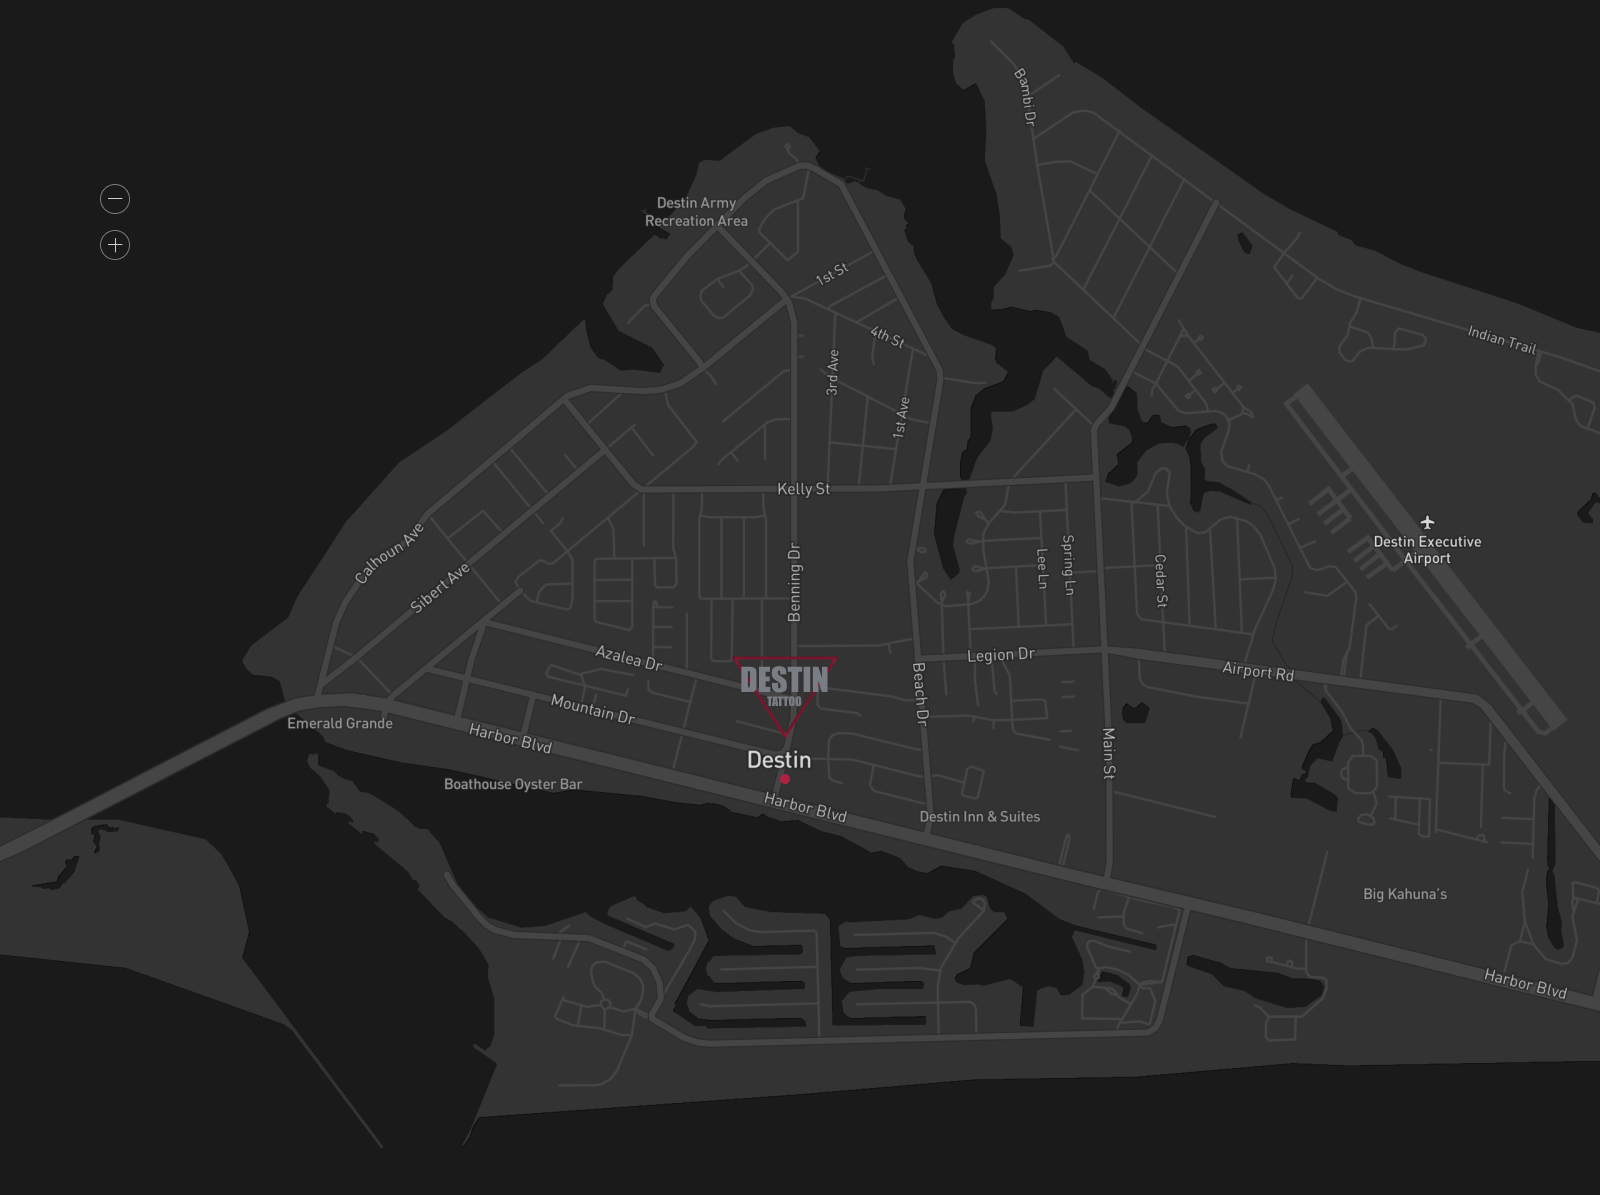 Bambi Dr
Destin Army
Recreation Area
1st St
4th St
Indian Trail
3rd Ave
1st Ave
Kelly St
Calhoun Ave
Sibert Ave
Benning Dr
Lee Ln
Spring Ln
Cedar St
Destin Executive
Airport
Azalea Dr
Legion Dr
Airport Rd
DESTIN
TATTOO
Beach Dr
Mountain Dr
Emerald Grande
Harbor Blvd
Main St
Destin
Boathouse Oyster Bar
Harbor Blvd
Destin Inn & Suites
Big Kahuna's
Harbor Blvd